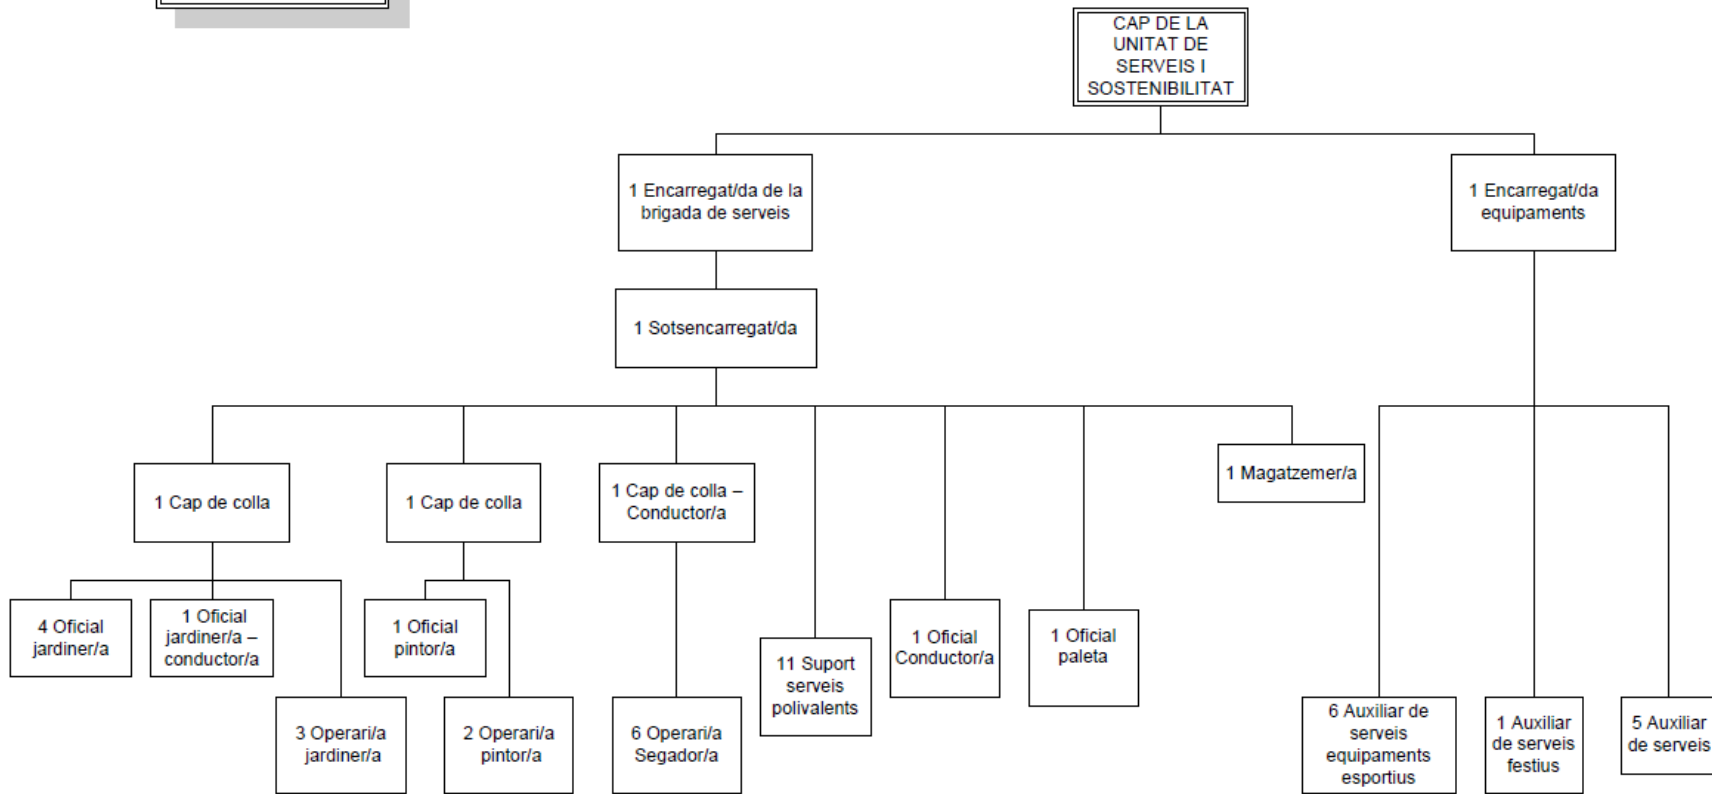 CAP DE LA
UNITAT DE
SERVEIS I
SOSTENIBILITAT
1 Encarregat/da de la
brigada de serveis
1 Encarregat/da
equipaments
1 Sotsencarregat/da
1 Cap de colla
1 Cap de colla
1 Cap de colla –
Conductor/a
1 Magatzemer/a
4 Oficial
jardiner/a
1 Oficial
jardiner/a –
conductor/a
1 Oficial
pintor/a
11 Suport
serveis
polivalents
1 Oficial
Conductor/a
1 Oficial
paleta
3 Operari/a
jardiner/a
2 Operari/a
pintor/a
6 Operari/a
Segador/a
6 Auxiliar de
serveis
equipaments
esportius
1 Auxiliar
de serveis
festius
5 Auxiliar
de serveis